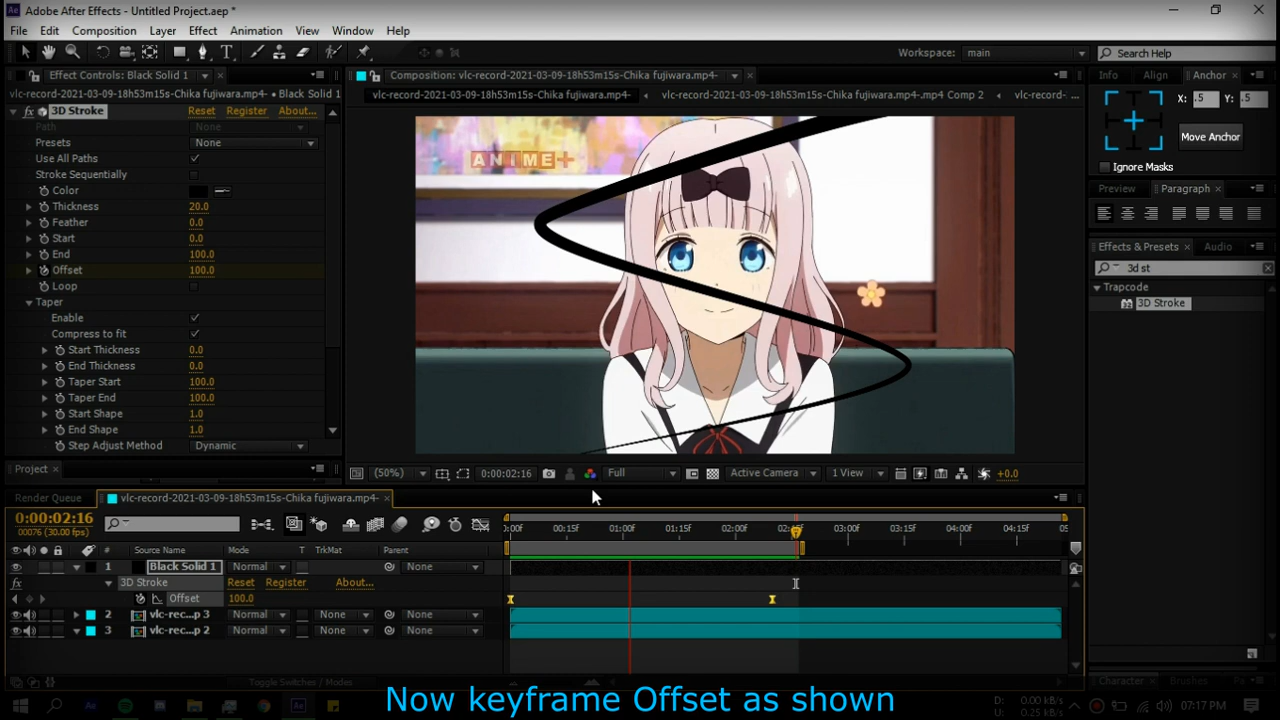 Adobe After Effects - Untitled Project.aep *
File Edit Composition Layer Effect Animation View Window Help
Workspace: main Search Help
Effect Controls: Black Solid 1
vlc-record-2021-03-09-18h53m15s-Chika fujiwara.mp4- • Black Solid 1
fx 3D Stroke Reset Register About...
Path None
Presets None
Use All Paths
Stroke Sequentially
Color
Thickness 20.0
Feather 0.0
Start 0.0
End 100.0
Offset 100.0
Loop
Taper
Enable
Compress to fit
Start Thickness 0.0
End Thickness 0.0
Taper Start 100.0
Taper End 100.0
Start Shape 1.0
End Shape 1.0
Step Adjust Method Dynamic
Project
Composition: vlc-record-2021-03-09-18h53m15s-Chika fujiwara.mp4-
vlc-record-2021-03-09-18h53m15s-Chika fujiwara.mp4- vlc-record-2021-03-09-18h53m15s-Chika fujiwara.mp4-.mp4 Comp 2 vlc-record- ...
ANIME+
(50%) 0:00:02:16 Full Active Camera 1 View +0.0
Info Align Anchor
X: .5 Y: .5
Move Anchor
Ignore Masks
Preview Paragraph
Effects & Presets Audio
3d st
Trapcode
3D Stroke
Render Queue vlc-record-2021-03-09-18h53m15s-Chika fujiwara.mp4-
0:00:02:16
00076 (30.00 fps)
:00f 00:15f 01:00f 01:15f 02:00f 03:00f 03:15f 04:00f 04:15f
# Source Name Mode T TrkMat Parent
1 Black Solid 1 Normal None
fx 3D Stroke Reset Register About...
Offset 100.0
2 vlc-rec...p 3 Normal None None
3 vlc-rec...p 2 Normal None None
Toggle Switches / Modes
Character Brushes
Now keyframe Offset as shown
D: 0.00 kB/s
U: 0.25 kB/s
07:17 PM